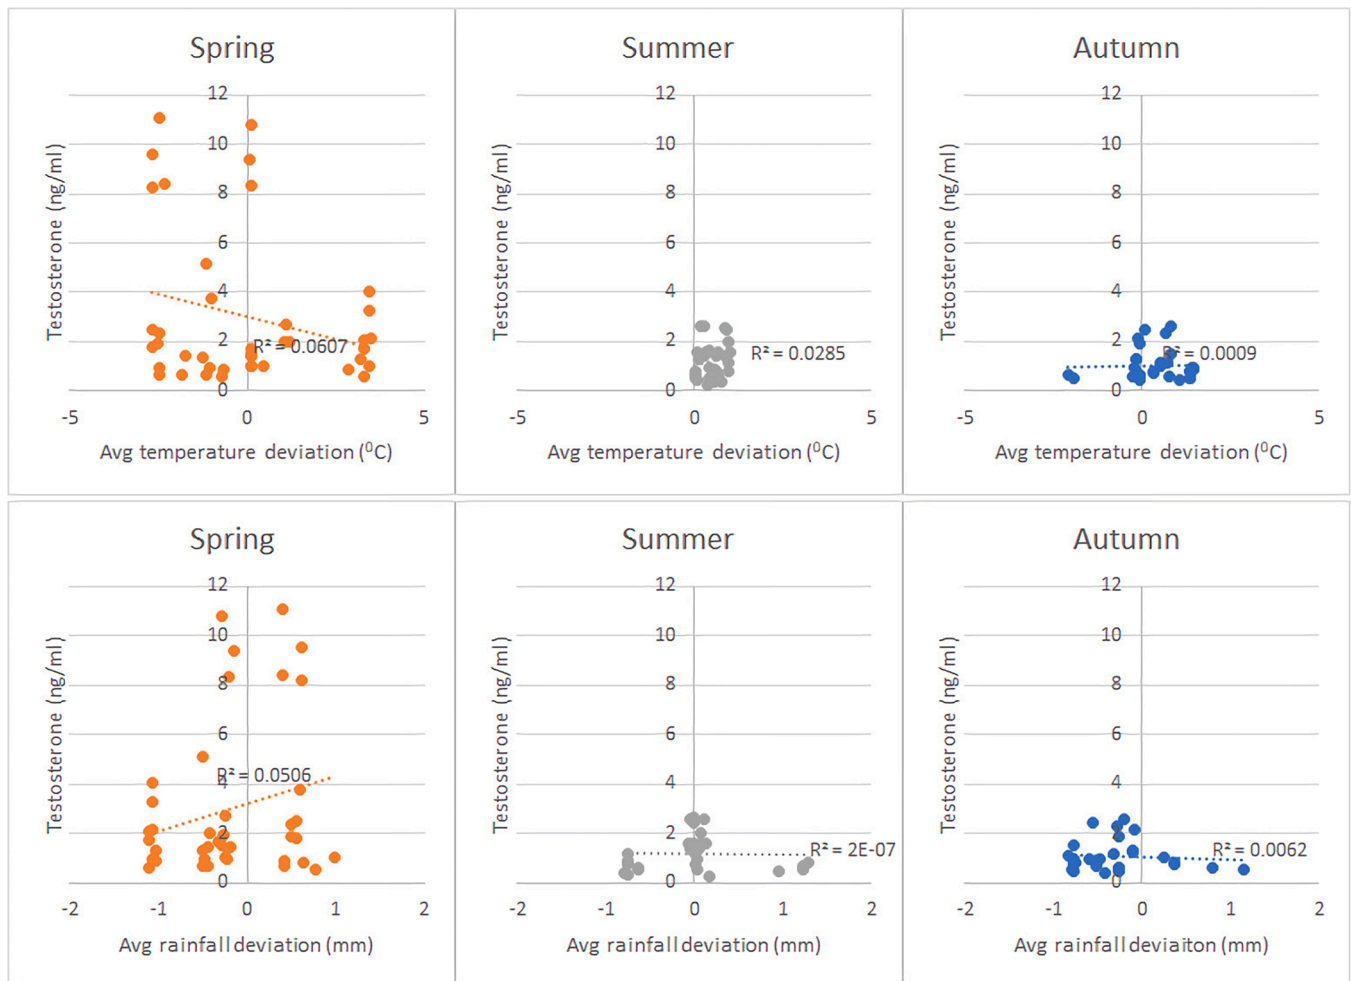 Spring
12
10
8
6
4
2
0
-5
0
5
Testosterone (ng/ml)
R² = 0.0607
Avg temperature deviation (⁰C)
Summer
12
10
8
6
4
2
0
-5
0
5
Testosterone (ng/ml)
R² = 0.0285
Avg temperature deviation (⁰C)
Autumn
12
10
8
6
4
2
0
-5
0
5
Testosterone (ng/ml)
R² = 0.0009
Avg temperature deviation (⁰C)
Spring
12
10
8
6
4
2
0
-2
-1
0
1
2
Testosterone (ng/ml)
R² = 0.0506
Avg rainfall deviation (mm)
Summer
12
10
8
6
4
2
0
-2
-1
0
1
2
Testosterone (ng/ml)
R² = 2E-07
Avg rainfall deviation (mm)
Autumn
12
10
8
6
4
2
0
-2
-1
0
1
2
Testosterone (ng/ml)
R² = 0.0062
Avg rainfall deviaiton (mm)